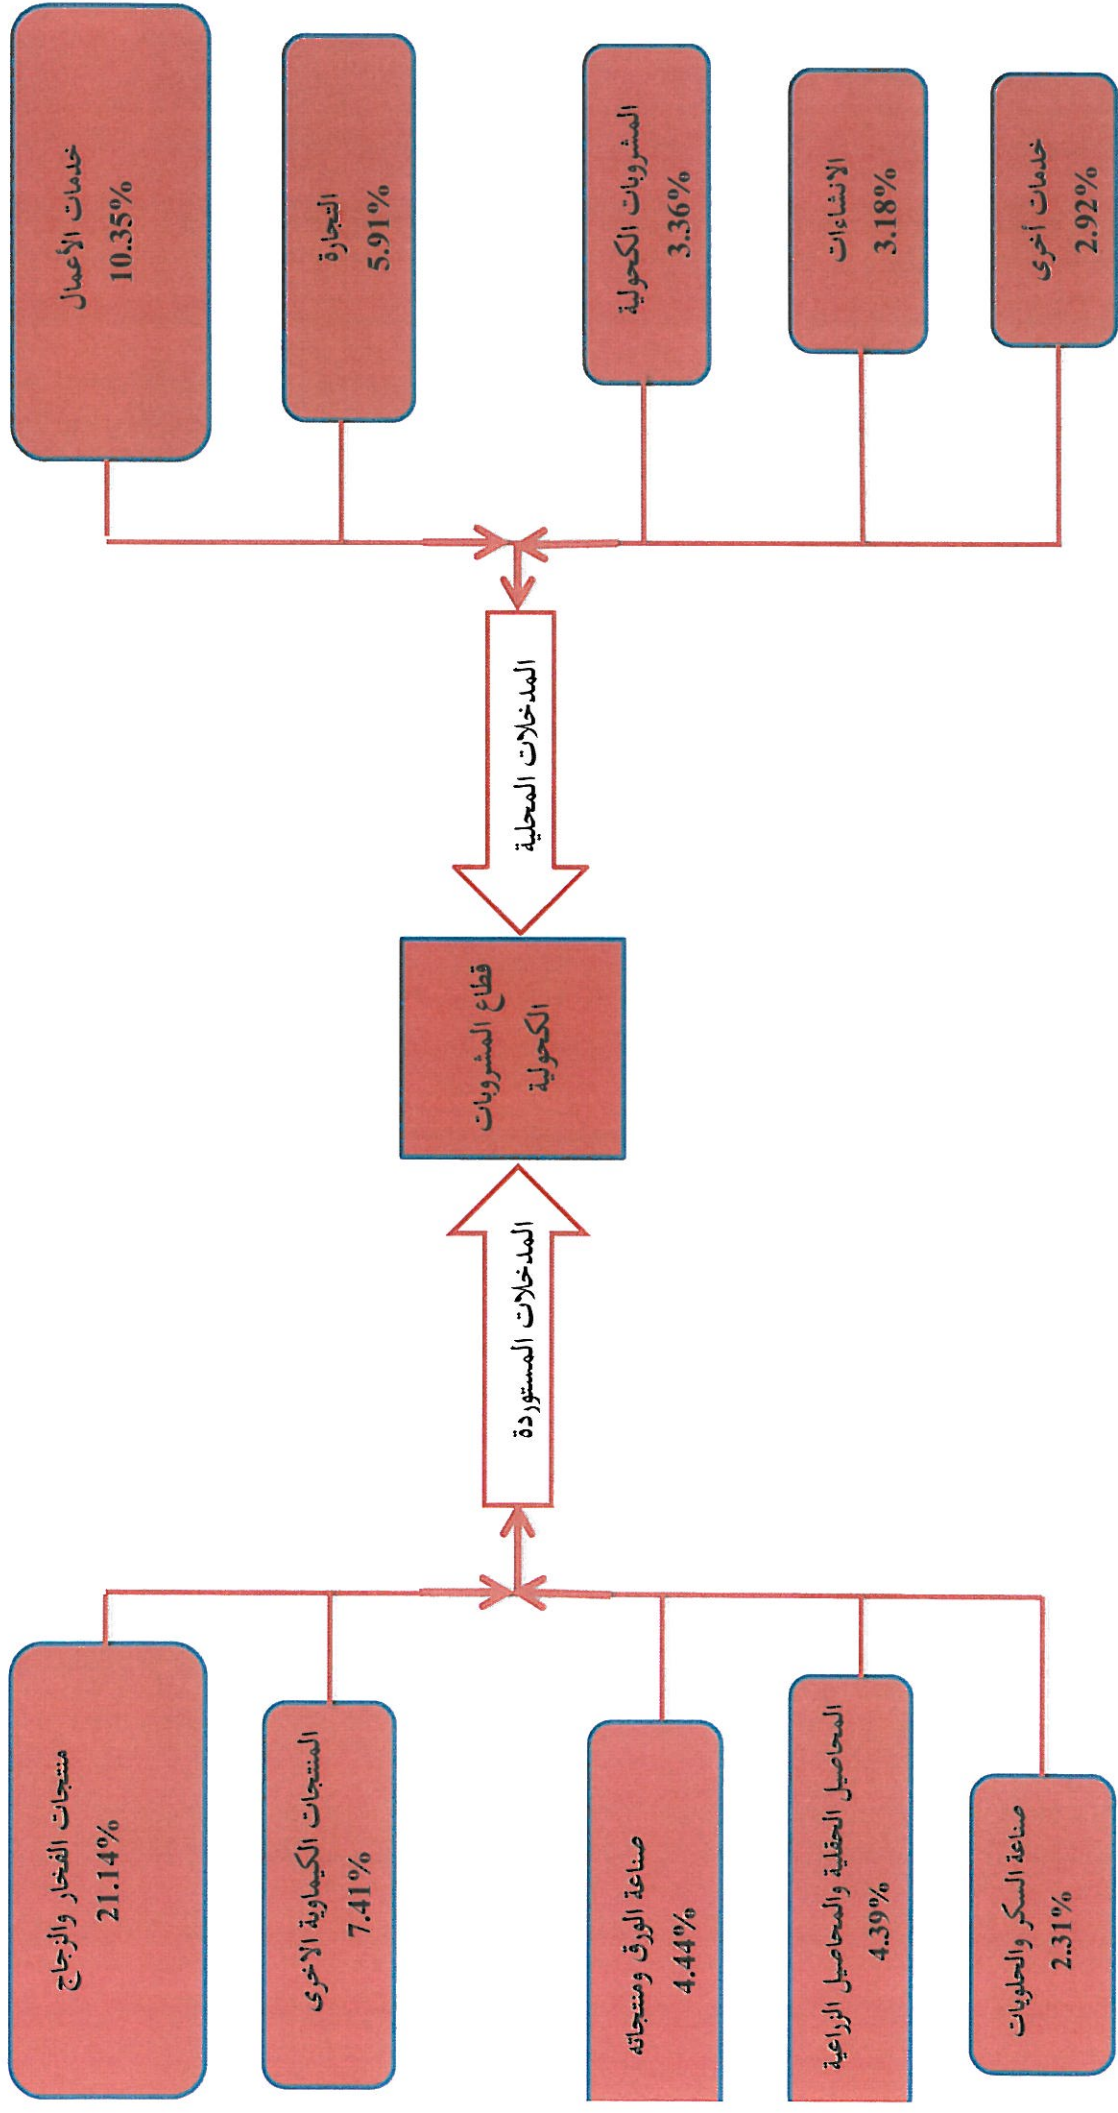 خدمات الأعمال
10.35%
التجارة
5.91%
المشروبات الكحولية
3.36%
الانشاءات
3.18%
خدمات أخرى
2.92%
المدخلات المحلية
قطاع المشروبات
الكحولية
المدخلات المستوردة
منتجات الفخار والزجاج
21.14%
المنتجات الكيماوية الاخرى
7.41%
صناعة الورق ومنتجاته
4.44%
المحاصيل الحقلية والمحاصيل الزراعية
4.39%
صناعة السكر والحلويات
2.31%